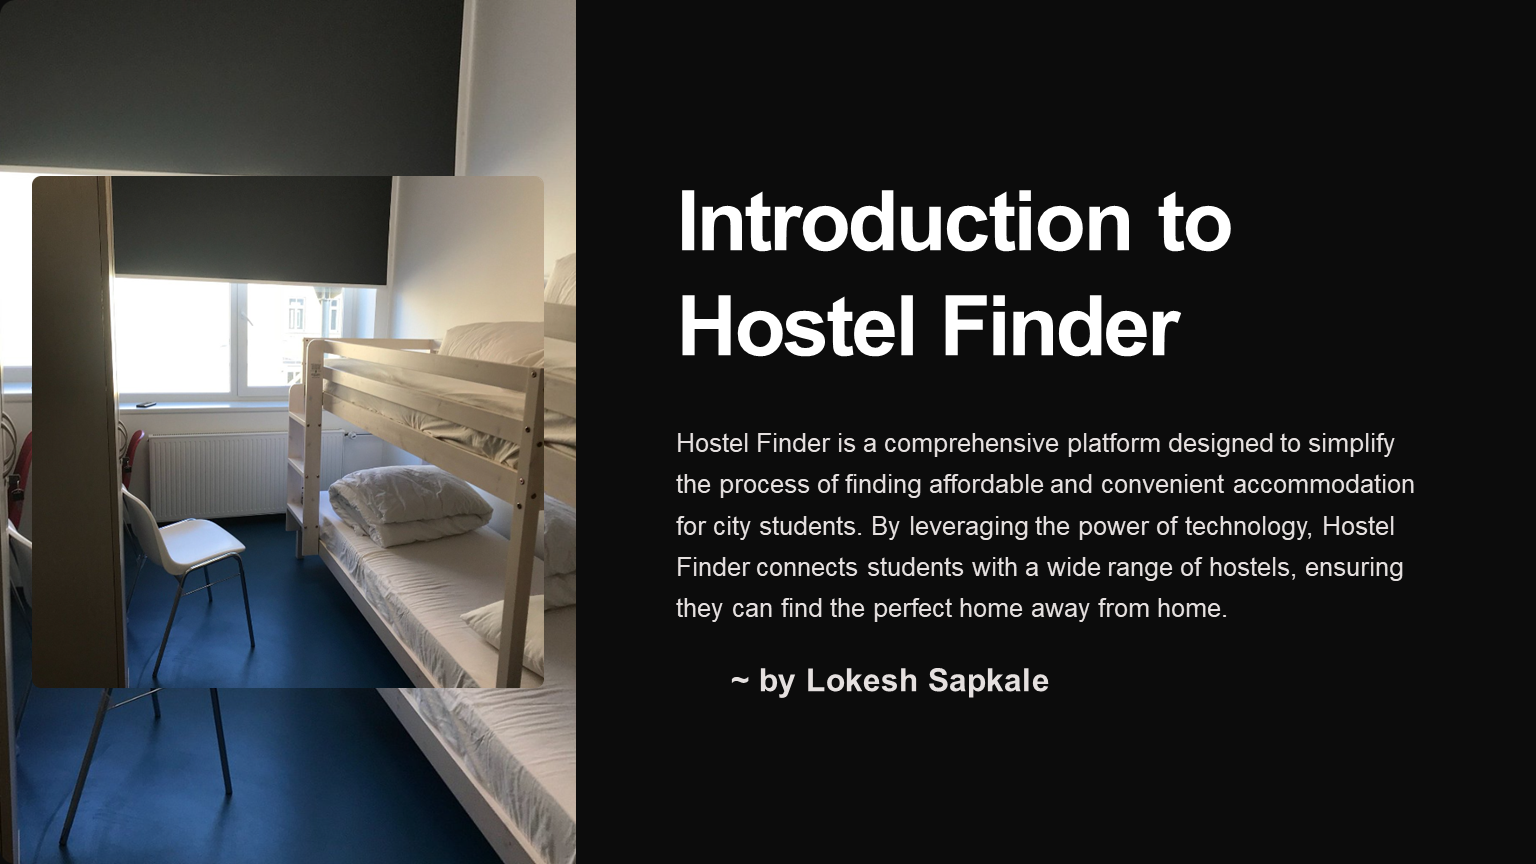 Introduction to
Hostel Finder
Hostel Finder is a comprehensive platform designed to simplify
the process of finding affordable and convenient accommodation
for city students. By leveraging the power of technology, Hostel
Finder connects students with a wide range of hostels, ensuring
they can find the perfect home away from home.
~ by Lokesh Sapkale